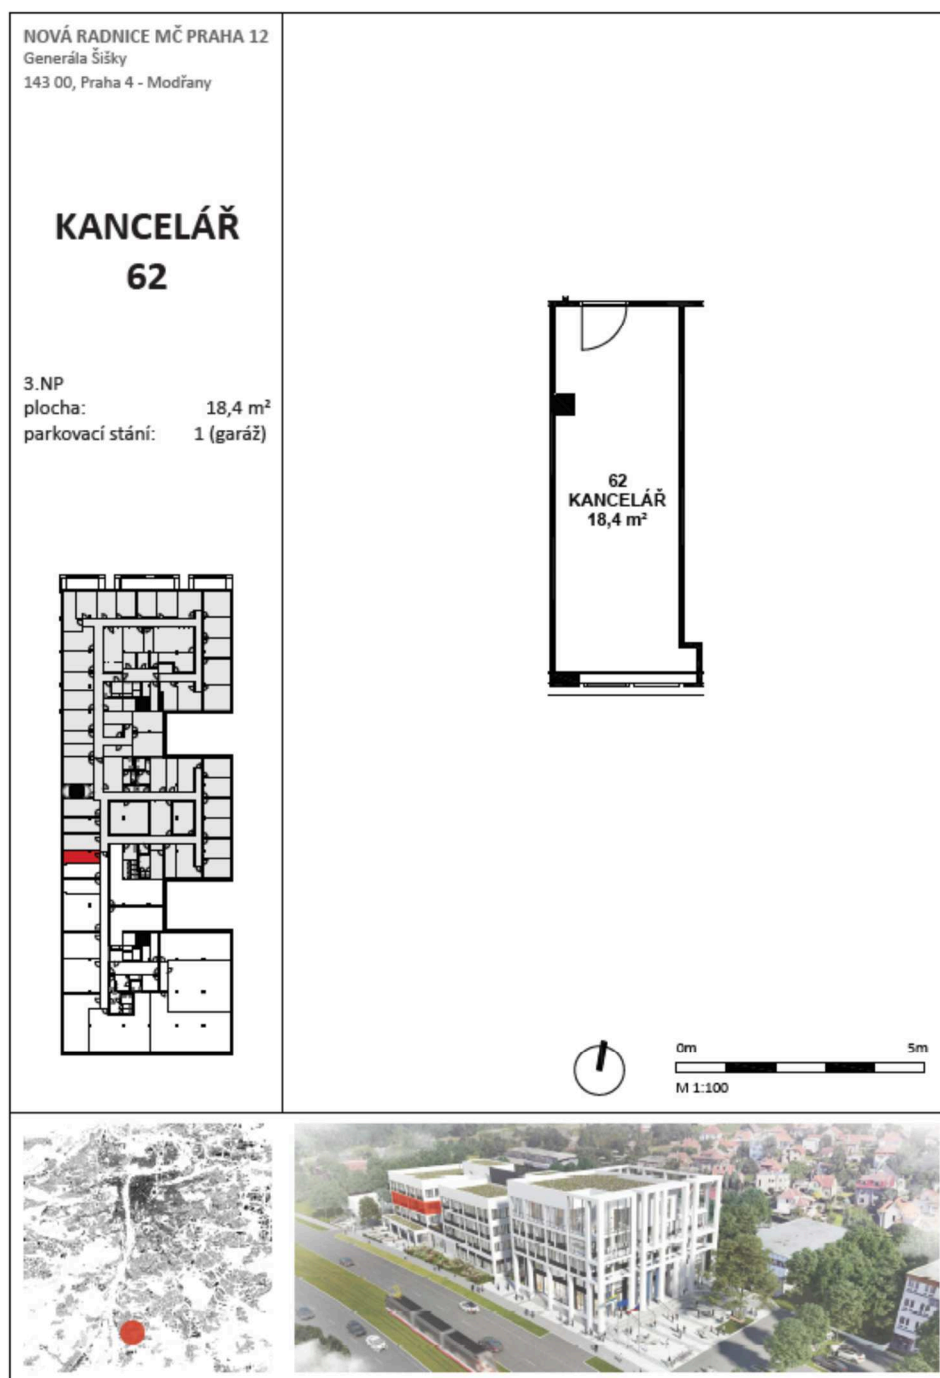 NOVÁ RADNICE MČ PRAHA 12
Generála Šišky
143 00, Praha 4 - Modřany
KANCELÁŘ
62
3.NP
plocha: 18,4 m²
parkovací stání: 1 (garáž)
62
KANCELÁŘ
18,4 m²
0m 5m
M 1:100